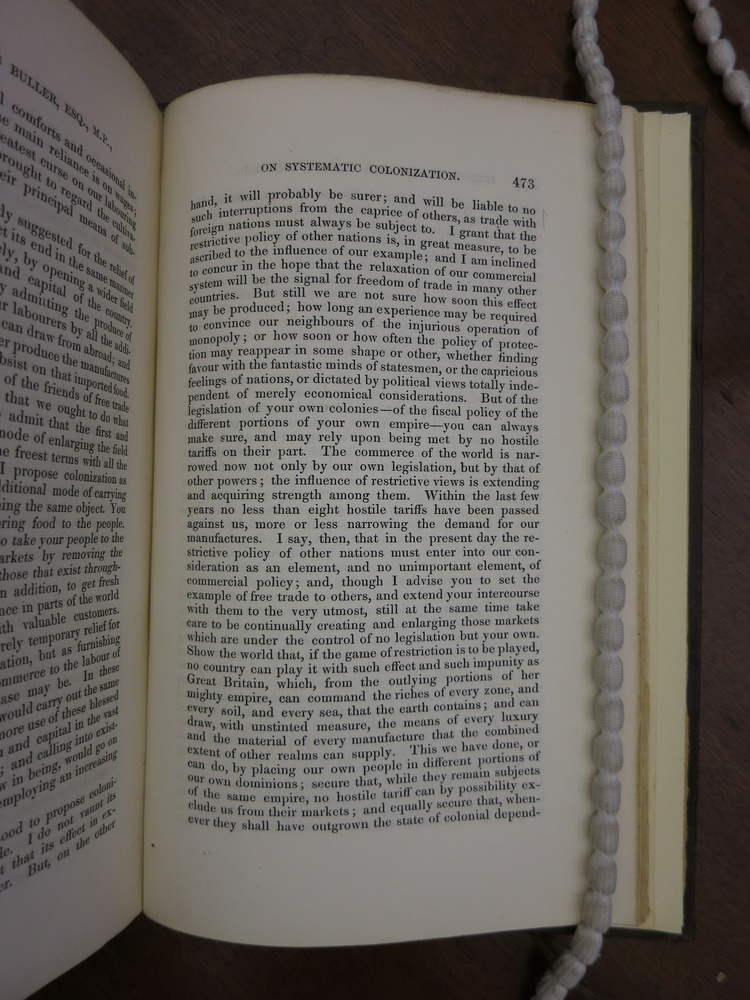 BULLER, ESQ., M.P.,
comforts and occasional in-
main reliance is on wages;
eatest curse on our labouring
rought to regard the cultiva-
eir principal means of sub-
ly suggested for the relief of
ct its end in the same manner
ely, by opening a wider field
and capital of the country.
y admitting the produce of
r labourers by all the addi-
can draw from abroad; and
er produce the manufactures
bsist on that imported food.
of the friends of free trade
that we ought to do what
admit that the first and
mode of enlarging the field
e freest terms with all the
I propose colonization as
ditional mode of carrying
ning the same object. You
bring food to the people.
o take your people to the
arkets by removing the
those that exist through-
n addition, to get fresh
nce in parts of the world
ith valuable customers.
rely temporary relief for
ation, but as furnishing
mmerce to the labour of
ase may be. In these
would carry out the same
more use of these blessed
n and capital in the vast
; and calling into exist-
w in being, would go on
employing an increasing
ood to propose coloni-
le. I do not vaunt its
t that its effect in ex-
er. But, on the other
ON SYSTEMATIC COLONIZATION.
473
hand, it will probably be surer; and will be liable to no
such interruptions from the caprice of others, as trade with
foreign nations must always be subject to. I grant that the
restrictive policy of other nations is, in great measure, to be
ascribed to the influence of our example; and I am inclined
to concur in the hope that the relaxation of our commercial
system will be the signal for freedom of trade in many other
countries. But still we are not sure how soon this effect
may be produced; how long an experience may be required
to convince our neighbours of the injurious operation of
monopoly; or how soon or how often the policy of protec-
tion may reappear in some shape or other, whether finding
favour with the fantastic minds of statesmen, or the capricious
feelings of nations, or dictated by political views totally inde-
pendent of merely economical considerations. But of the
legislation of your own colonies—of the fiscal policy of the
different portions of your own empire—you can always
make sure, and may rely upon being met by no hostile
tariffs on their part. The commerce of the world is nar-
rowed now not only by our own legislation, but by that of
other powers; the influence of restrictive views is extending
and acquiring strength among them. Within the last few
years no less than eight hostile tariffs have been passed
against us, more or less narrowing the demand for our
manufactures. I say, then, that in the present day the re-
strictive policy of other nations must enter into our con-
sideration as an element, and no unimportant element, of
commercial policy; and, though I advise you to set the
example of free trade to others, and extend your intercourse
with them to the very utmost, still at the same time take
care to be continually creating and enlarging those markets
which are under the control of no legislation but your own.
Show the world that, if the game of restriction is to be played,
no country can play it with such effect and such impunity as
Great Britain, which, from the outlying portions of her
mighty empire, can command the riches of every zone, and
every soil, and every sea, that the earth contains; and can
draw, with unstinted measure, the means of every luxury
and the material of every manufacture that the combined
extent of other realms can supply. This we have done, or
can do, by placing our own people in different portions of
our own dominions; secure that, while they remain subjects
of the same empire, no hostile tariff can by possibility ex-
clude us from their markets; and equally secure that, when-
ever they shall have outgrown the state of colonial depend-